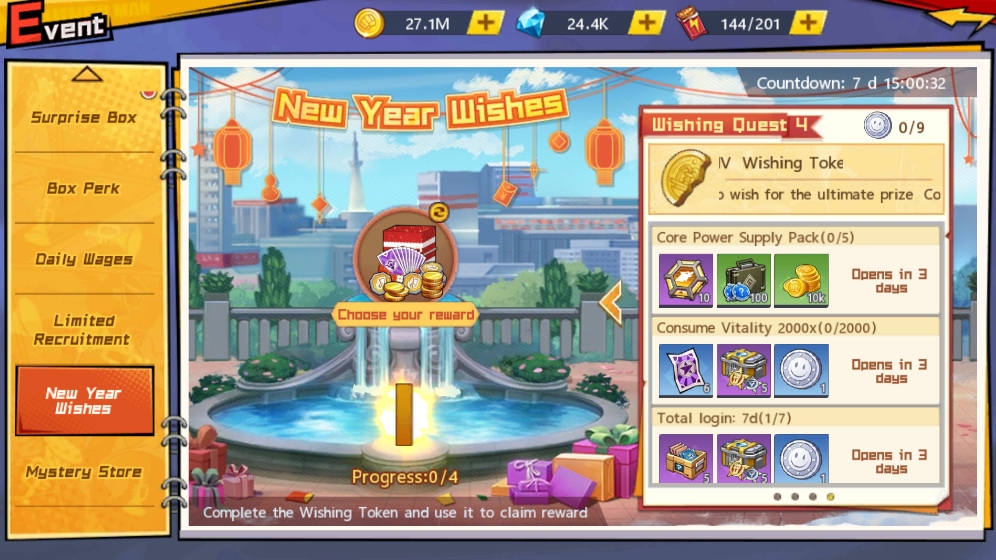 Event
27.1M
24.4K
144/201
Surprise Box
Box Perk
Daily Wages
Limited
Recruitment
New Year
Wishes
Mystery Store
Countdown: 7 d 15:00:32
New Year Wishes
Choose your reward
Progress:0/4
Complete the Wishing Token and use it to claim reward
Wishing Quest 4
0/9
IV Wishing Toke
o wish for the ultimate prize Co
Core Power Supply Pack(0/5)
10
100
10k
Opens in 3
days
Consume Vitality 2000x(0/2000)
6
5
1
Opens in 3
days
Total login: 7d(1/7)
5
5
1
Opens in 3
days